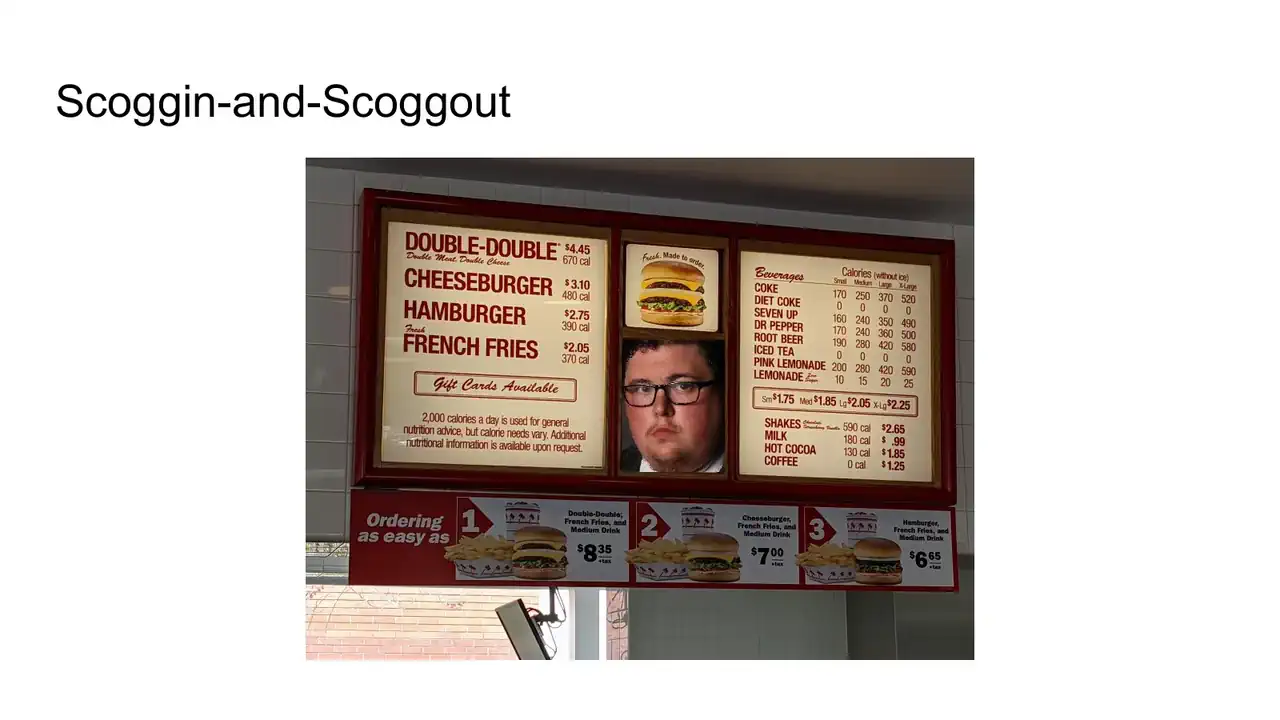 Scoggin-and-Scoggout
DOUBLE-DOUBLE $4.45
Double Meat, Double Cheese 670 cal
CHEESEBURGER $3.10
480 cal
HAMBURGER $2.75
390 cal
Fresh
FRENCH FRIES $2.05
370 cal
Gift Cards Available
2,000 calories a day is used for general
nutrition advice, but calorie needs vary. Additional
nutritional information is available upon request.
Fresh. Made to order.
Beverages Calories (without ice)
Small Medium Large X-Large
COKE 170 250 370 520
DIET COKE 0 0 0 0
SEVEN UP 160 240 350 490
DR PEPPER 170 240 360 500
ROOT BEER 190 280 420 580
ICED TEA 0 0 0 0
PINK LEMONADE 200 280 420 590
LEMONADE 10 15 20 25
Sm $1.75 Med $1.85 Lg $2.05 X-Lg $2.25
SHAKES 590 cal $2.65
MILK 180 cal $ .99
HOT COCOA 130 cal $1.85
COFFEE 0 cal $1.25
Ordering
as easy as
1
Double-Double,
French Fries, and
Medium Drink
$8.35
+tax
2
Cheeseburger,
French Fries, and
Medium Drink
$7.00
+tax
3
Hamburger,
French Fries, and
Medium Drink
$6.65
+tax